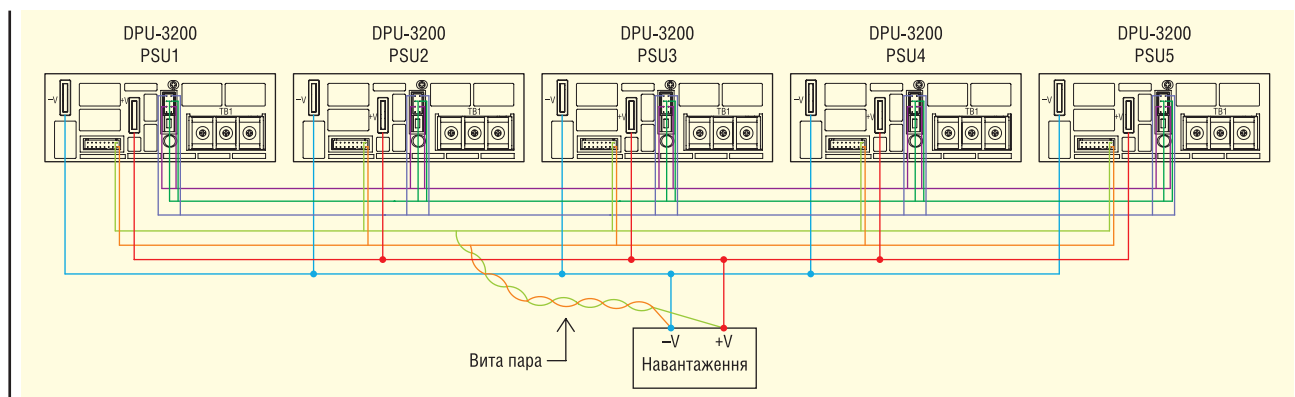 DPU-3200
PSU1
DPU-3200
PSU2
DPU-3200
PSU3
DPU-3200
PSU4
DPU-3200
PSU5
–V
+V
TB1
–V
+V
TB1
–V
+V
TB1
–V
+V
TB1
–V
+V
TB1
Вита пара
–V
+V
Навантаження